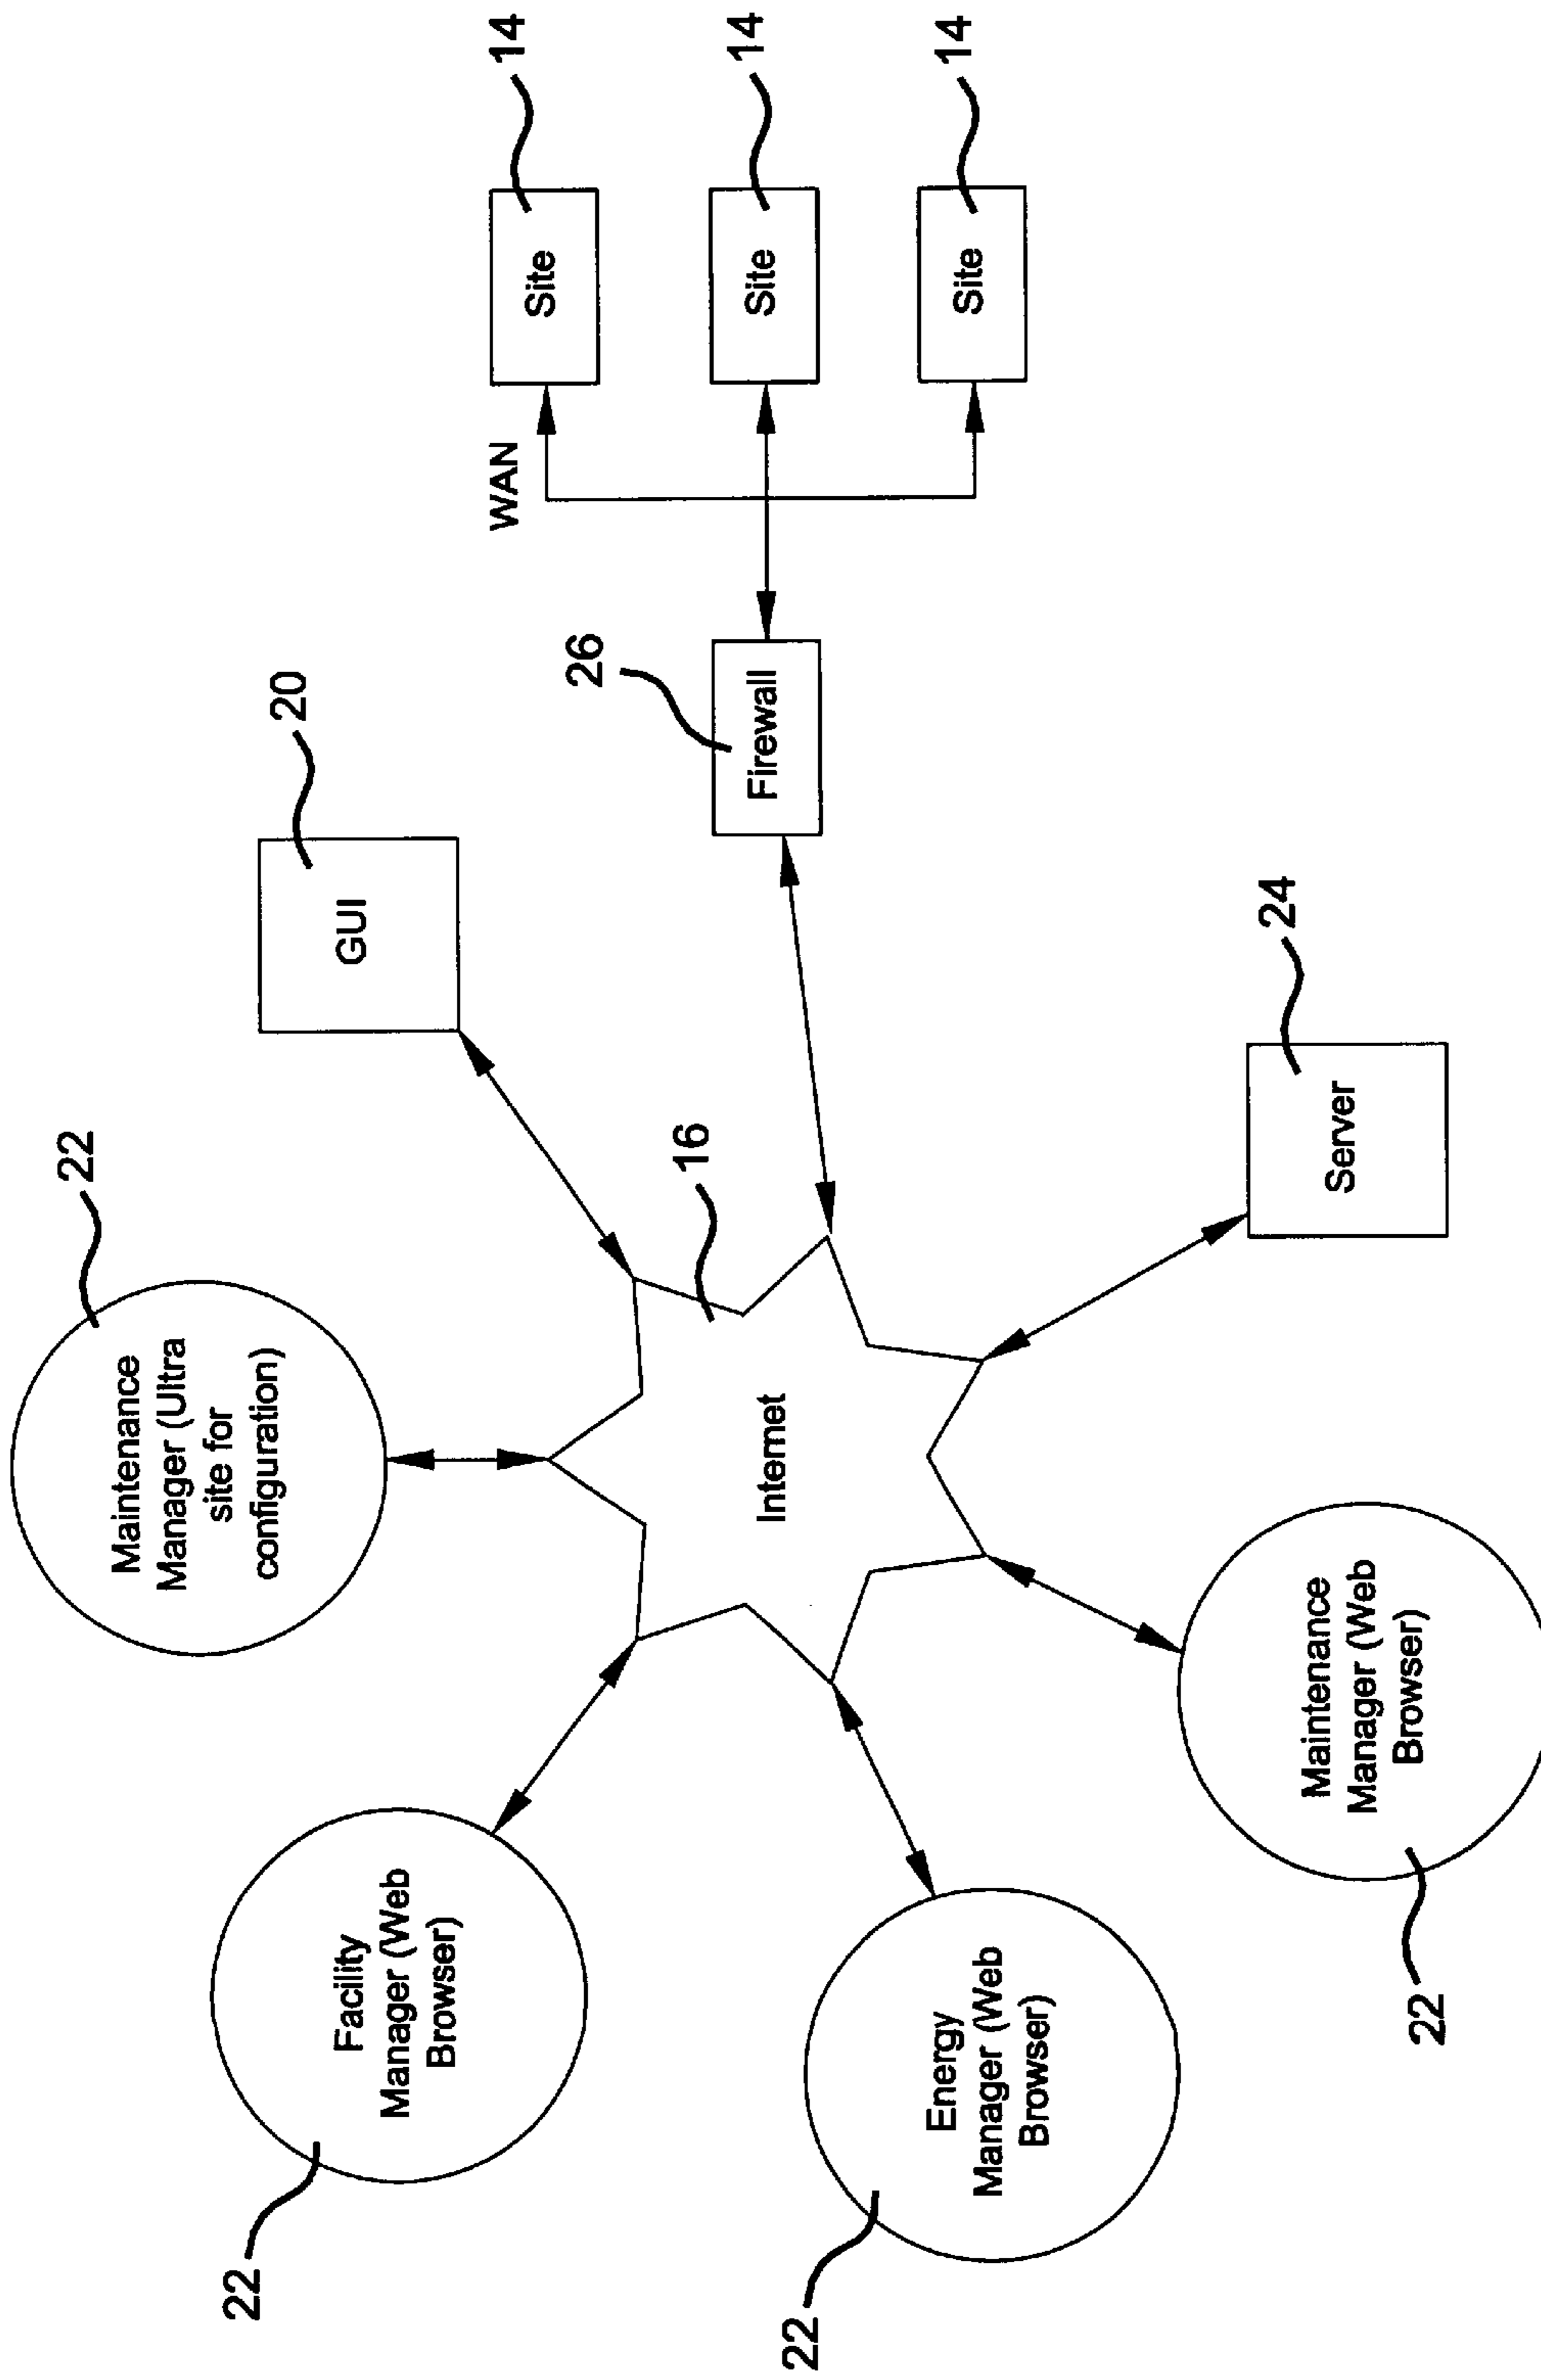 22
Maintenance
Manager (Ultra
site for
configuration)
20
GUI
22
Facility
Manager (Web
Browser)
16
Internet
26
Firewall
WAN
Site
14
Site
14
Site
14
22
Energy
Manager (Web
Browser)
24
Server
Maintenance
Manager (Web
Browser)
22